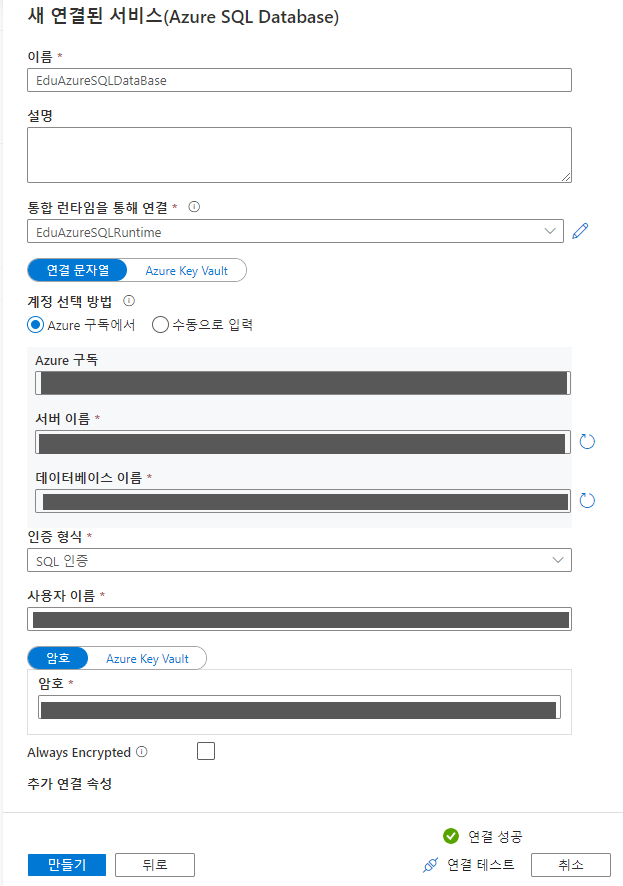 새 연결된 서비스(Azure SQL Database)
이름 *
EduAzureSQLDataBase
설명
통합 런타임을 통해 연결 *
EduAzureSQLRuntime
연결 문자열 Azure Key Vault
계정 선택 방법
Azure 구독에서 수동으로 입력
Azure 구독
서버 이름 *
데이터베이스 이름 *
인증 형식 *
SQL 인증
사용자 이름 *
암호 Azure Key Vault
암호 *
Always Encrypted
추가 연결 속성
연결 성공
만들기 뒤로 연결 테스트 취소